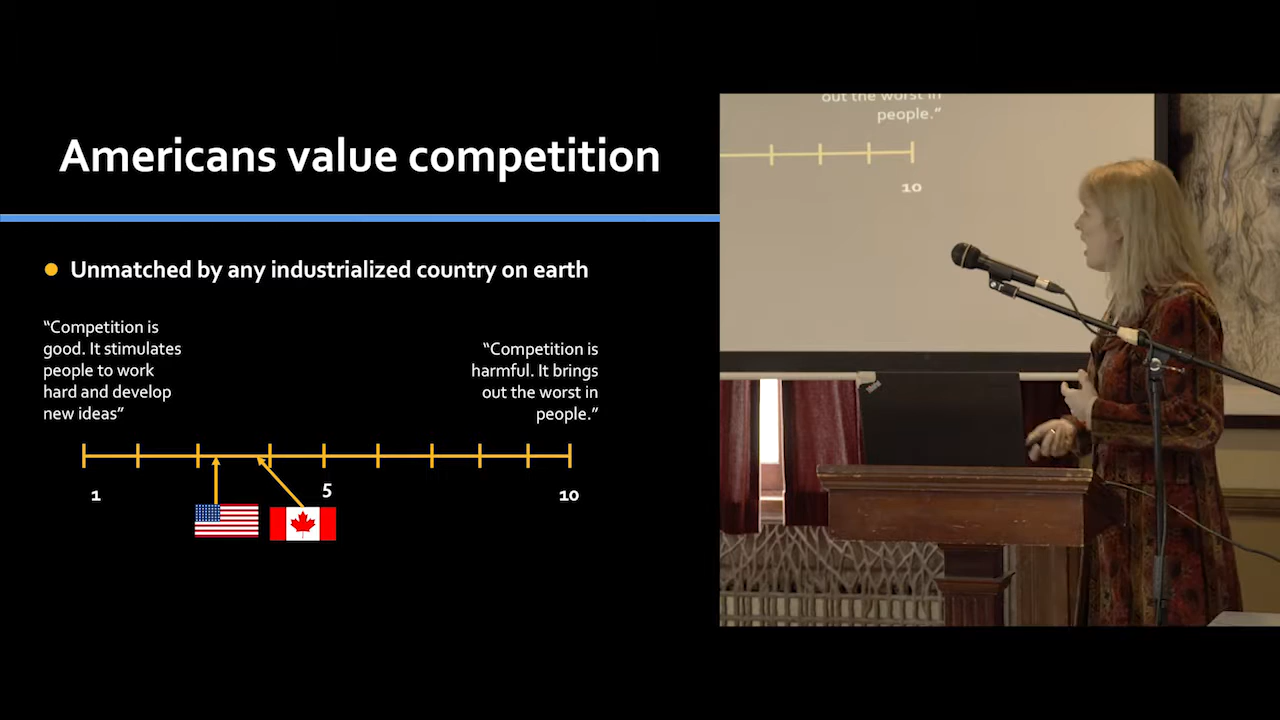 Americans value competition
Unmatched by any industrialized country on earth
“Competition is
good. It stimulates
people to work
hard and develop
new ideas”
“Competition is
harmful. It brings
out the worst in
people.”
1
5
10
out the worst in
people.”
10